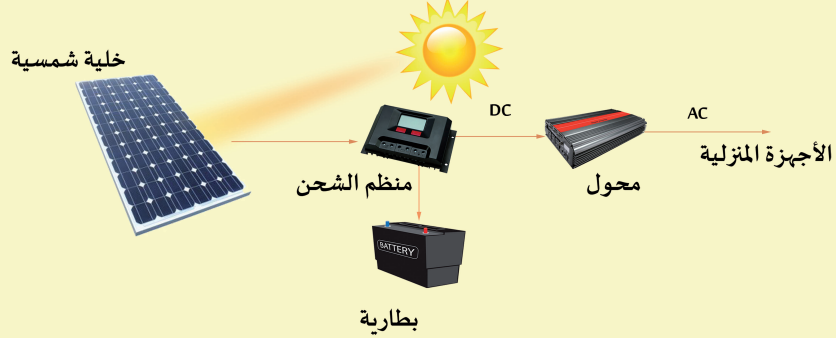 خلية شمسية
DC
AC
الأجهزة المنزلية
منظم الشحن
محول
BATTERY
بطارية